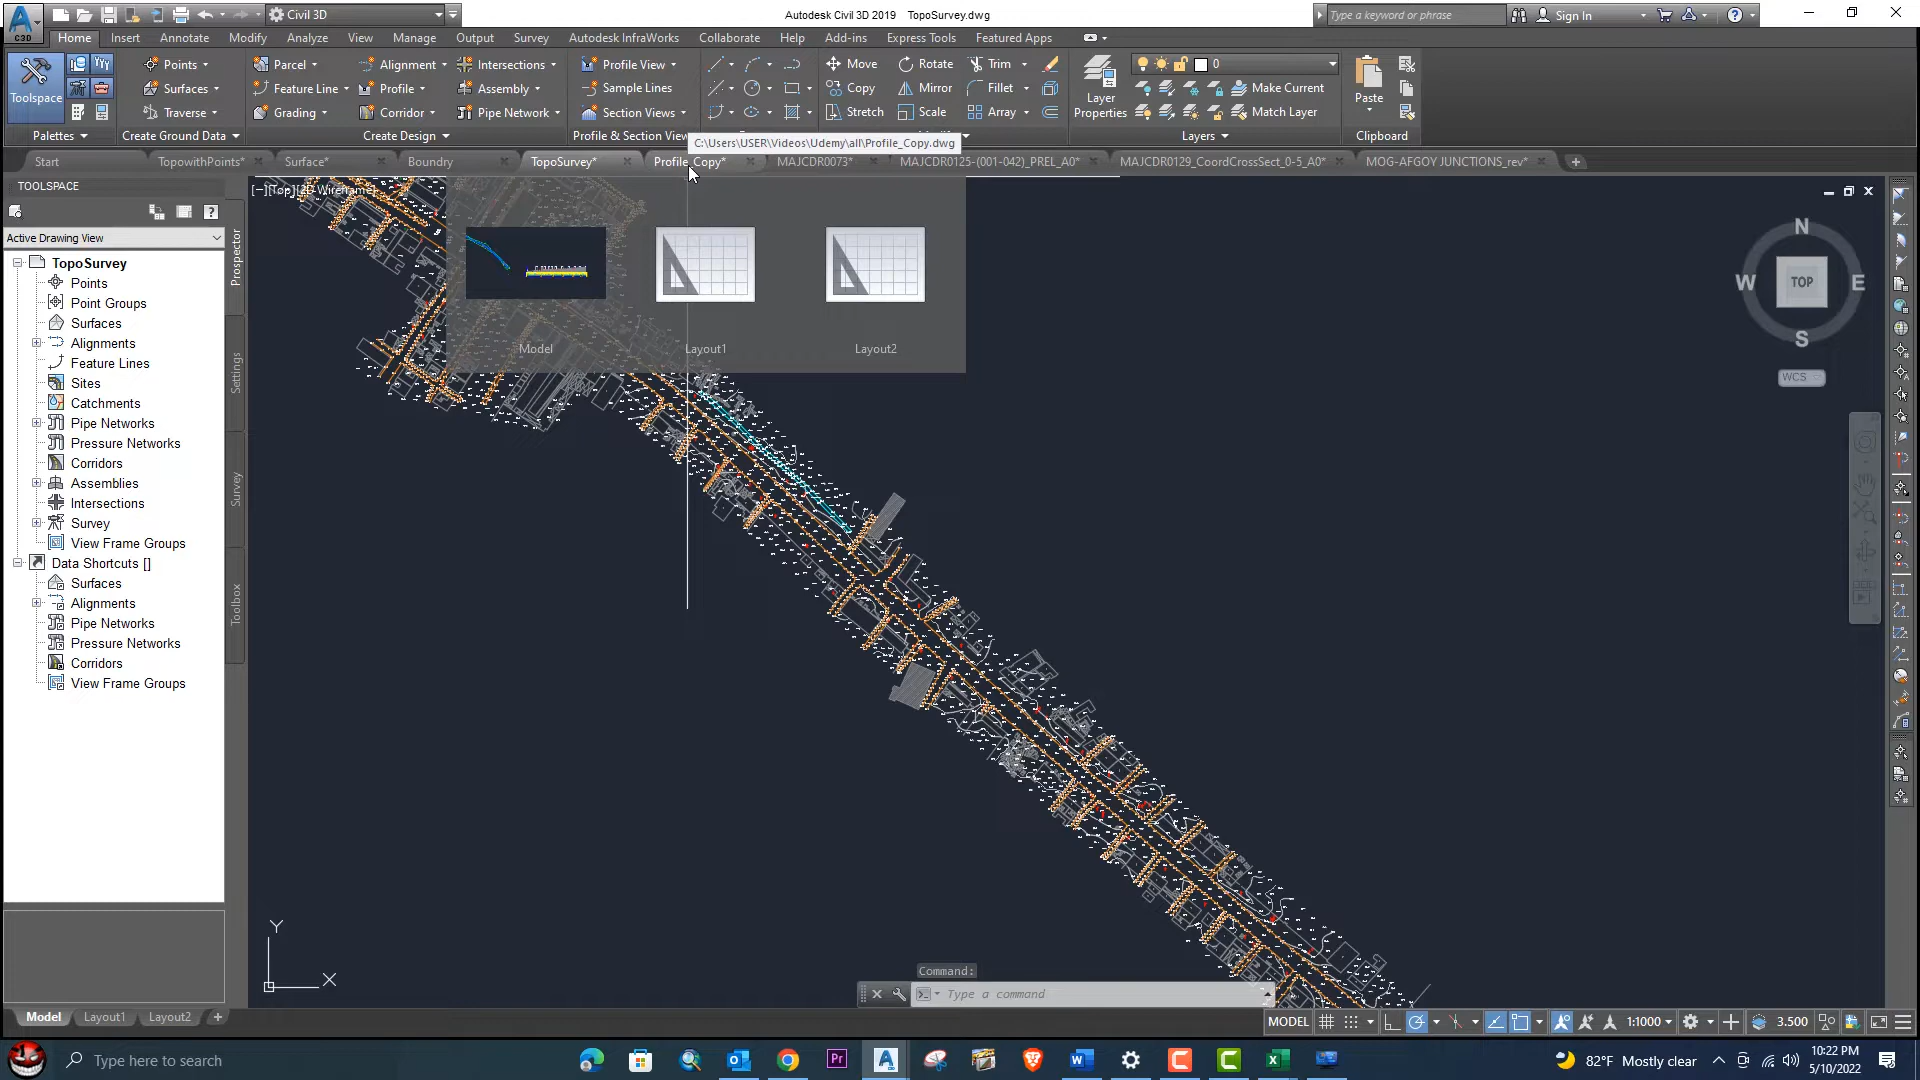 Civil 3D
Autodesk Civil 3D 2019 TopoSurvey.dwg
Type a keyword or phrase
Sign In
C3D
Home Insert Annotate Modify Analyze View Manage Output Survey Autodesk InfraWorks Collaborate Help Add-ins Express Tools Featured Apps
Points Parcel Alignment Intersections Profile View Move Rotate Trim 0
Surfaces Feature Line Profile Assembly Sample Lines Copy Mirror Fillet Make Current
Toolspace Layer Properties Paste
Traverse Grading Corridor Pipe Network Section Views Stretch Scale Array Match Layer
Palettes Create Ground Data Create Design Profile & Section View Layers Clipboard
C:\Users\USER\Videos\Udemy\all\Profile_Copy.dwg
Start TopowithPoints* Surface* Boundary TopoSurvey* Profile_Copy* MAJCDR0073* MAJCDR0125-(001-042)_PREL_A0* MAJCDR0129_CoordCrossSect_0-5_A0* MOG-AFGOY JUNCTIONS_rev*
TOOLSPACE
[−][Top][2D Wireframe]
Active Drawing View
TopoSurvey
Points
Point Groups
Surfaces
Alignments
Feature Lines
Sites
Catchments
Pipe Networks
Pressure Networks
Corridors
Assemblies
Intersections
Survey
View Frame Groups
Data Shortcuts []
Surfaces
Alignments
Pipe Networks
Pressure Networks
Corridors
View Frame Groups
Prospector
Settings
Survey
Toolbox
Model Layout1 Layout2
N
W TOP E
S
WCS
Y
X
Command:
Type a command
Model Layout1 Layout2
MODEL 1:1000 3.500
Type here to search
Pr
82°F Mostly clear
10:22 PM
5/10/2022